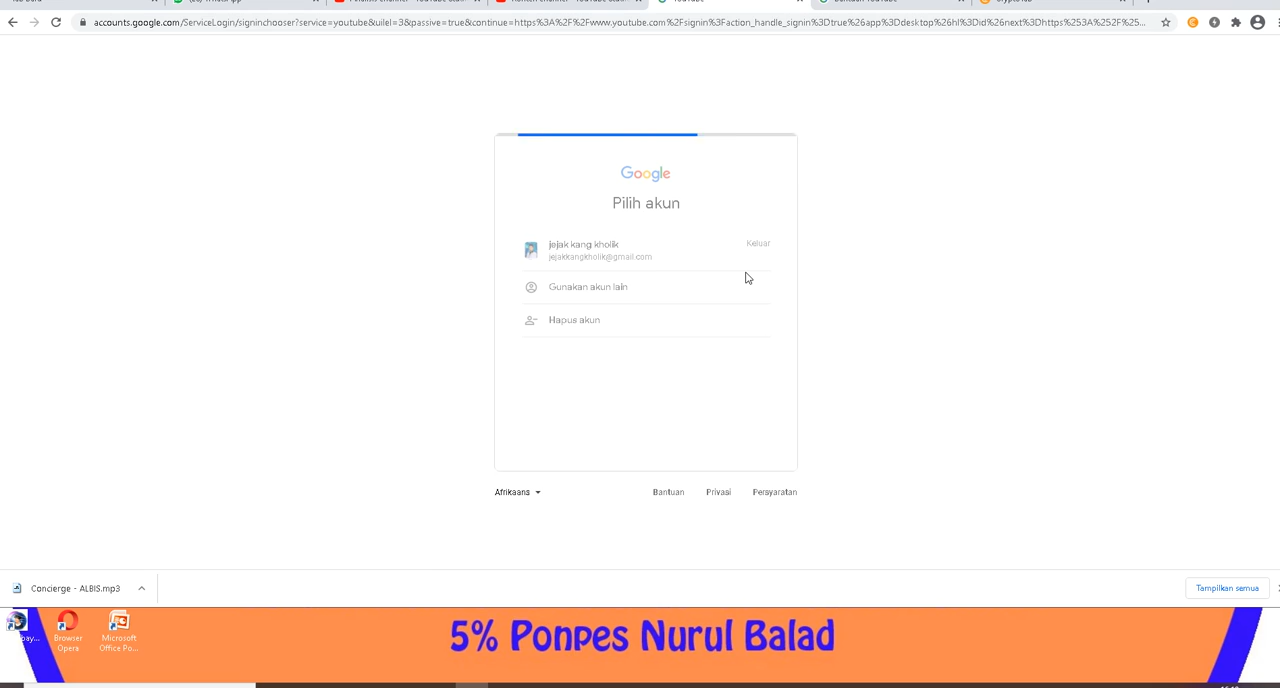 accounts.google.com/ServiceLogin/signinchooser?service=youtube&uilel=3&passive=true&continue=https%3A%2F%2Fwww.youtube.com%2Fsignin%3Faction_handle_signin%3Dtrue%26app%3Ddesktop%26hl%3Did%26next%3Dhttps%253A%252F%25...
Google
Pilih akun
jejak kang kholik
Keluar
jejakkangkholik@gmail.com
Gunakan akun lain
Hapus akun
Afrikaans
Bantuan
Privasi
Persyaratan
Concierge - ALBIS.mp3
Tampilkan semua
Browser
Opera
Microsoft
Office Po...
5% Ponpes Nurul Balad